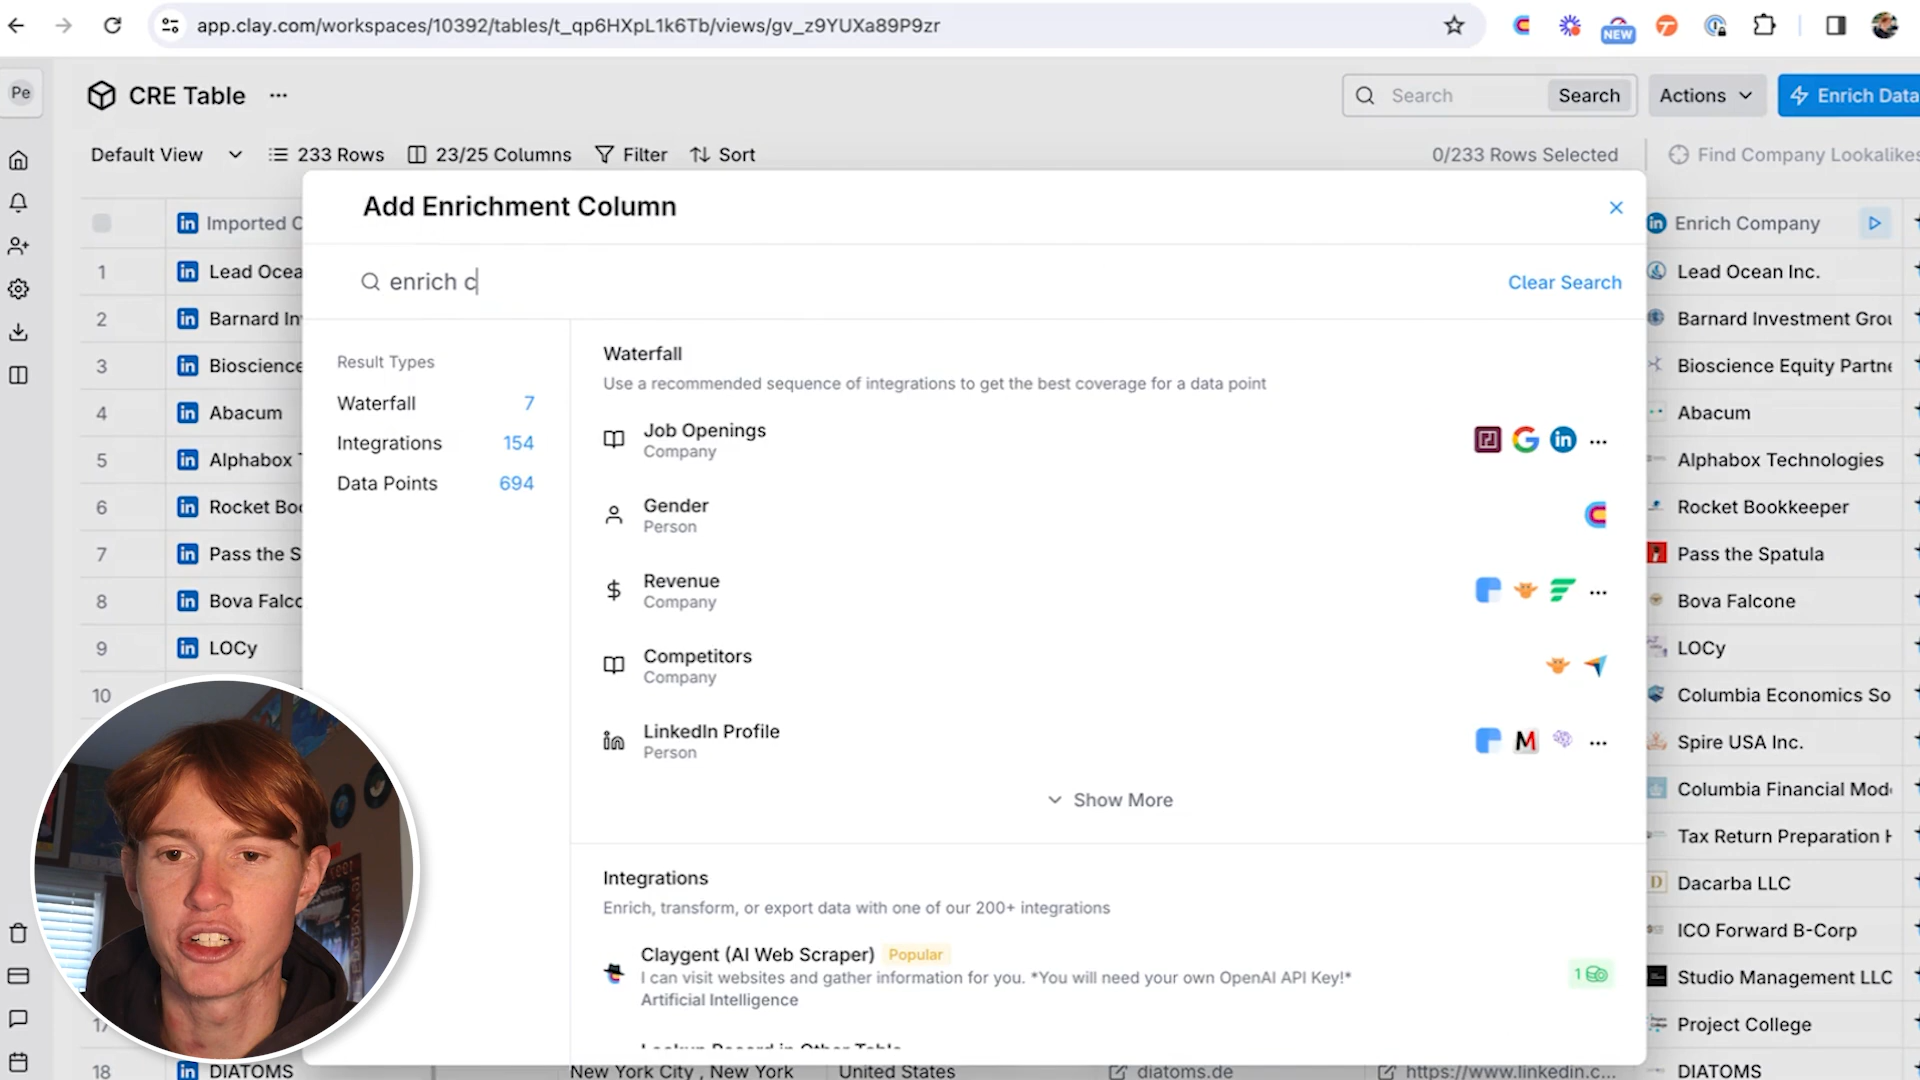 app.clay.com/workspaces/10392/tables/t_qp6HXpL1k6Tb/views/gv_z9YUXa89P9zr
NEW
Pe
CRE Table
Search
Search
Actions
Enrich Data
Default View
233 Rows
23/25 Columns
Filter
Sort
0/233 Rows Selected
Find Company Lookalikes
Imported C
Enrich Company
1
Lead Ocea
Lead Ocean Inc.
2
Barnard In
Barnard Investment Grou
3
Bioscience
Bioscience Equity Partne
4
Abacum
Abacum
5
Alphabox T
Alphabox Technologies
6
Rocket Boo
Rocket Bookkeeper
7
Pass the S
Pass the Spatula
8
Bova Falco
Bova Falcone
9
LOCy
LOCy
10
Columbia Economics So
Spire USA Inc.
Columbia Financial Mode
Tax Return Preparation H
Dacarba LLC
ICO Forward B-Corp
Studio Management LLC
17
Project College
18
DIATOMS
New York City , New York
United States
diatoms.de
https://www.linkedin.c...
DIATOMS
Add Enrichment Column
enrich c
Clear Search
Result Types
Waterfall
7
Integrations
154
Data Points
694
Waterfall
Use a recommended sequence of integrations to get the best coverage for a data point
Job Openings
Company
Gender
Person
Revenue
Company
Competitors
Company
LinkedIn Profile
Person
Show More
Integrations
Enrich, transform, or export data with one of our 200+ integrations
Claygent (AI Web Scraper)
Popular
I can visit websites and gather information for you. *You will need your own OpenAI API Key!*
1
Artificial Intelligence
Lookup Record in Other Table